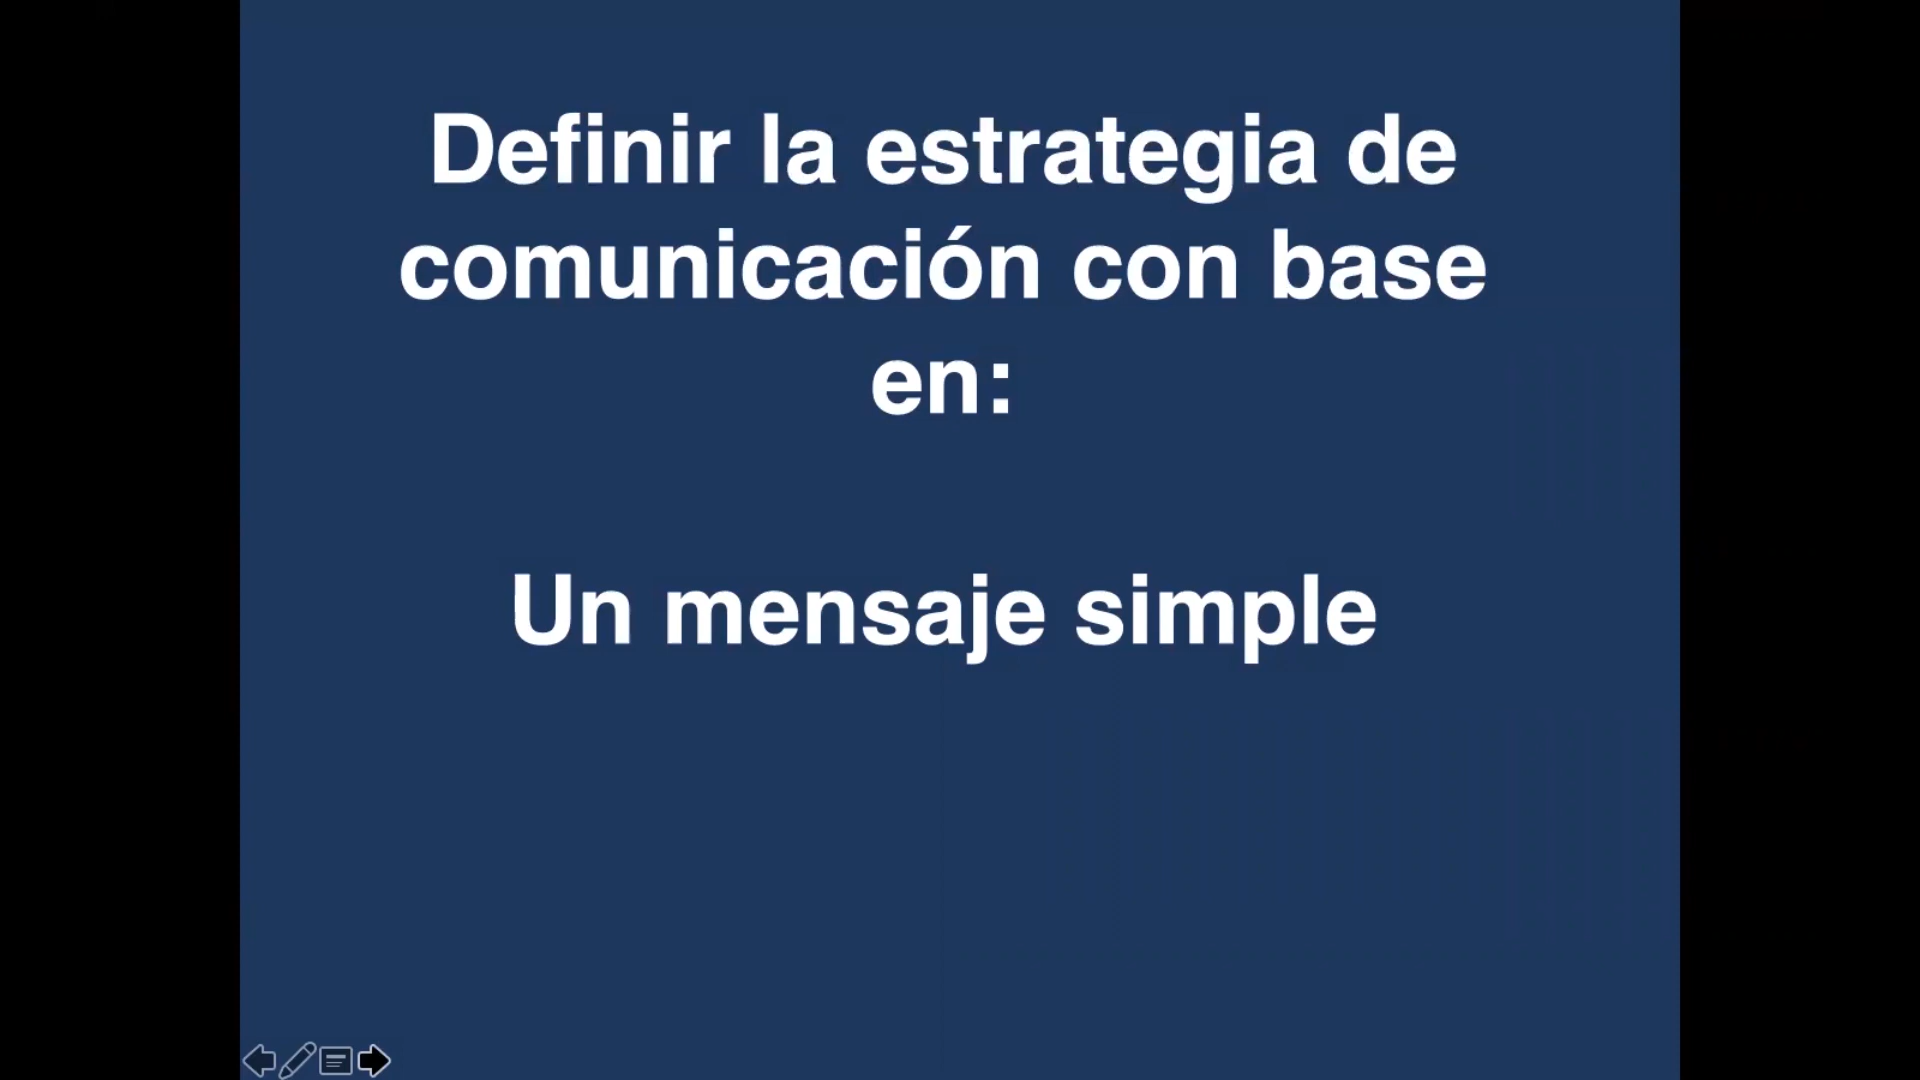 Definir la estrategia de
comunicación con base
en:
Un mensaje simple